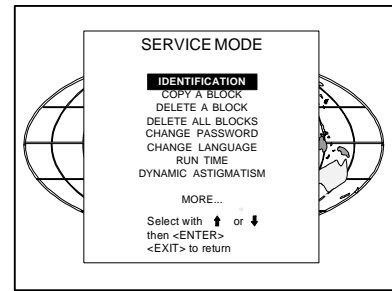 SERVICE MODE
IDENTIFICATION
COPY A BLOCK
DELETE A BLOCK
DELETE ALL BLOCKS
CHANGE PASSWORD
CHANGE LANGUAGE
RUN TIME
DYNAMIC ASTIGMATISM
MORE...
Select with ⬆ or ⬇
then <ENTER>
<EXIT> to return